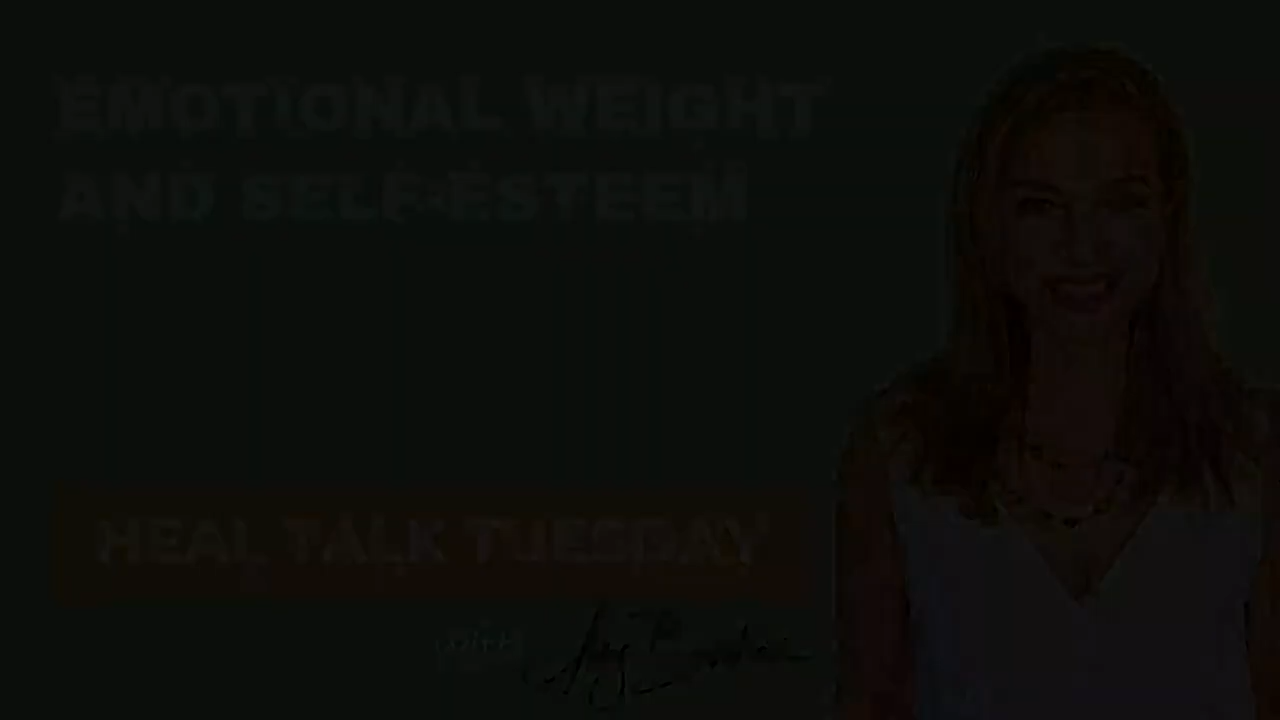 EMOTIONAL WEIGHT
AND SELF-ESTEEM
HEAL TALK TUESDAY
with